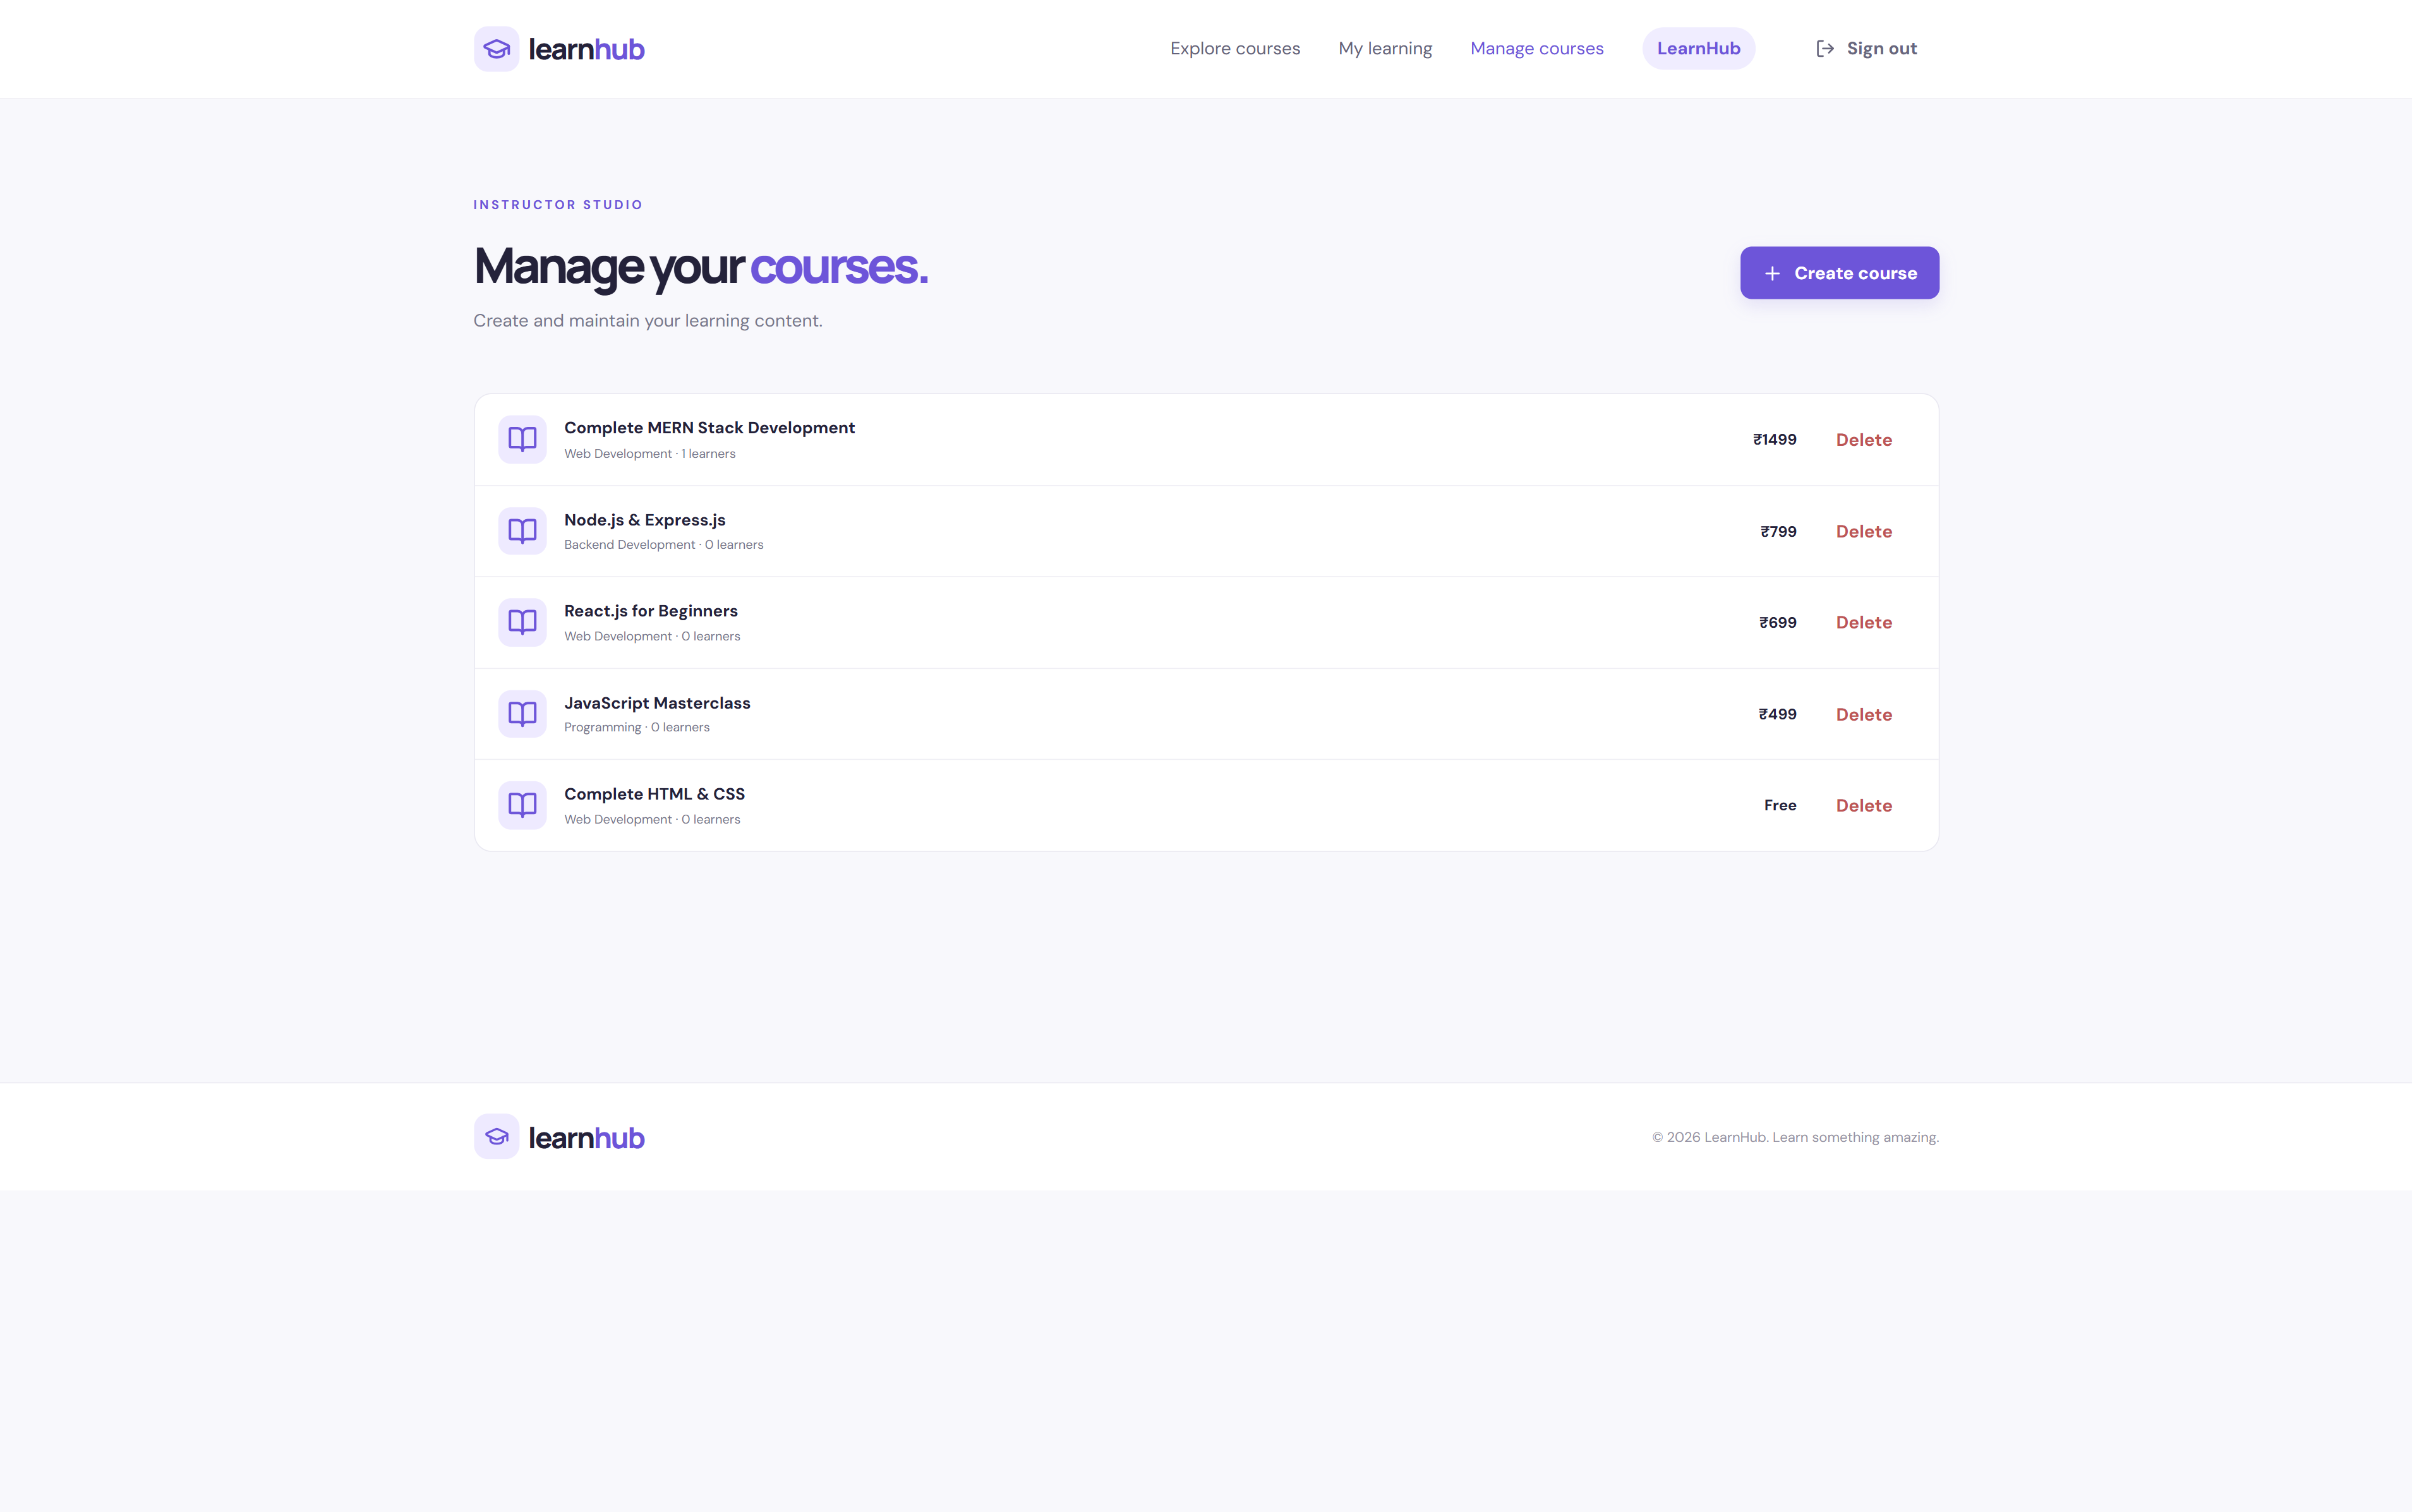 learnhub
Explore courses
My learning
Manage courses
LearnHub
Sign out
INSTRUCTOR STUDIO
Manage your courses.
Create course
Create and maintain your learning content.
Complete MERN Stack Development
Web Development · 1 learners
₹1499
Delete
Node.js & Express.js
Backend Development · 0 learners
₹799
Delete
React.js for Beginners
Web Development · 0 learners
₹699
Delete
JavaScript Masterclass
Programming · 0 learners
₹499
Delete
Complete HTML & CSS
Web Development · 0 learners
Free
Delete
learnhub
© 2026 LearnHub. Learn something amazing.